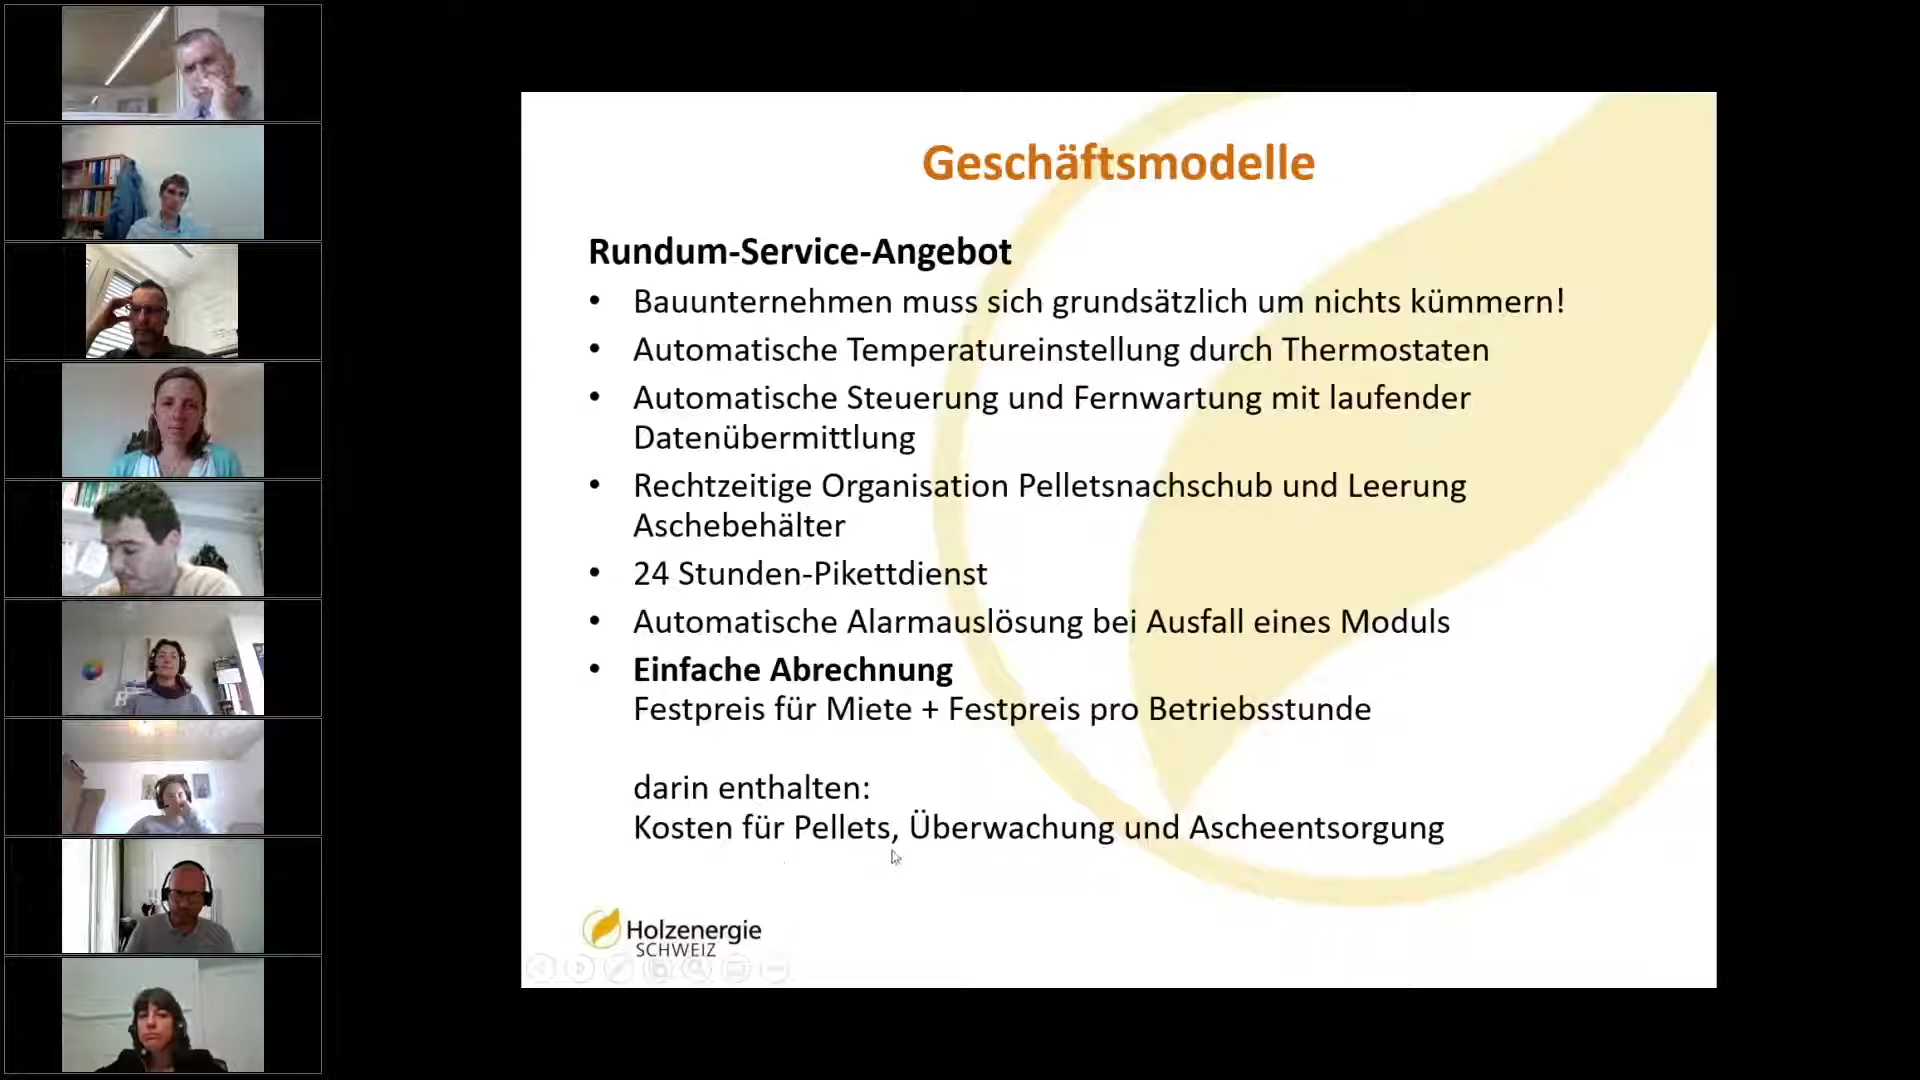 Geschäftsmodelle
Rundum-Service-Angebot
• Bauunternehmen muss sich grundsätzlich um nichts kümmern!
• Automatische Temperatureinstellung durch Thermostaten
• Automatische Steuerung und Fernwartung mit laufender
Datenübermittlung
• Rechtzeitige Organisation Pelletsnachschub und Leerung
Aschebehälter
• 24 Stunden-Pikettdienst
• Automatische Alarmauslösung bei Ausfall eines Moduls
• Einfache Abrechnung
Festpreis für Miete + Festpreis pro Betriebsstunde
darin enthalten:
Kosten für Pellets, Überwachung und Ascheentsorgung
Holzenergie
SCHWEIZ